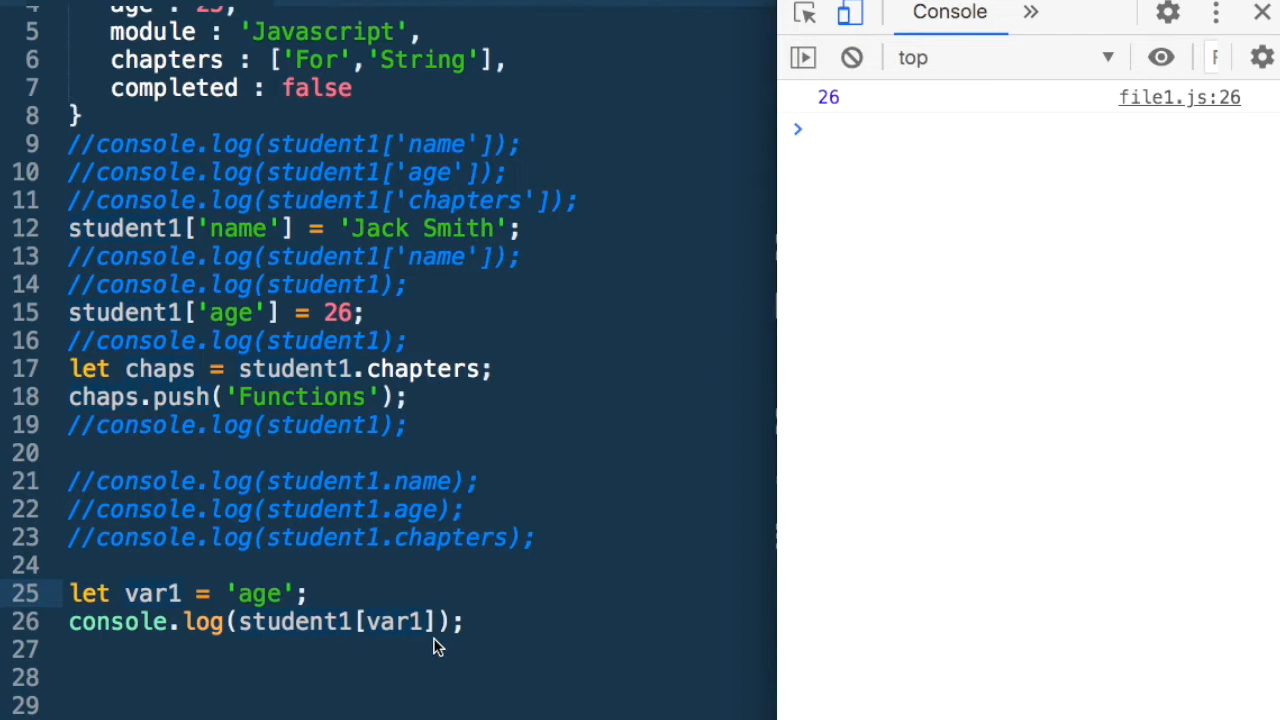 5 module : 'Javascript',
6 chapters : ['For','String'],
7 completed : false
8 }
9 //console.log(student1['name']);
10 //console.log(student1['age']);
11 //console.log(student1['chapters']);
12 student1['name'] = 'Jack Smith';
13 //console.log(student1['name']);
14 //console.log(student1);
15 student1['age'] = 26;
16 //console.log(student1);
17 let chaps = student1.chapters;
18 chaps.push('Functions');
19 //console.log(student1);
20
21 //console.log(student1.name);
22 //console.log(student1.age);
23 //console.log(student1.chapters);
24
25 let var1 = 'age';
26 console.log(student1[var1]);
27
28
29
Console »
top
26 file1.js:26
>